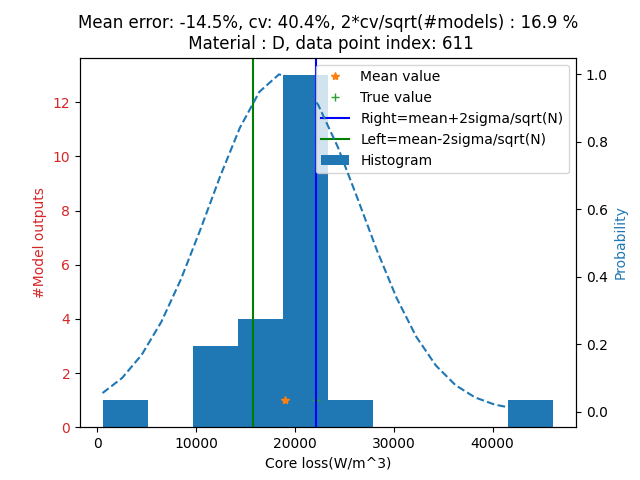 Mean error: -14.5%, cv: 40.4%, 2*cv/sqrt(#models) : 16.9 %
Material : D, data point index: 611
Mean value
True value
Right=mean+2sigma/sqrt(N)
Left=mean-2sigma/sqrt(N)
Histogram
12
10
8
6
4
2
0
#Model outputs
1.0
0.8
0.6
0.4
0.2
0.0
Probability
0 10000 20000 30000 40000
Core loss(W/m^3)